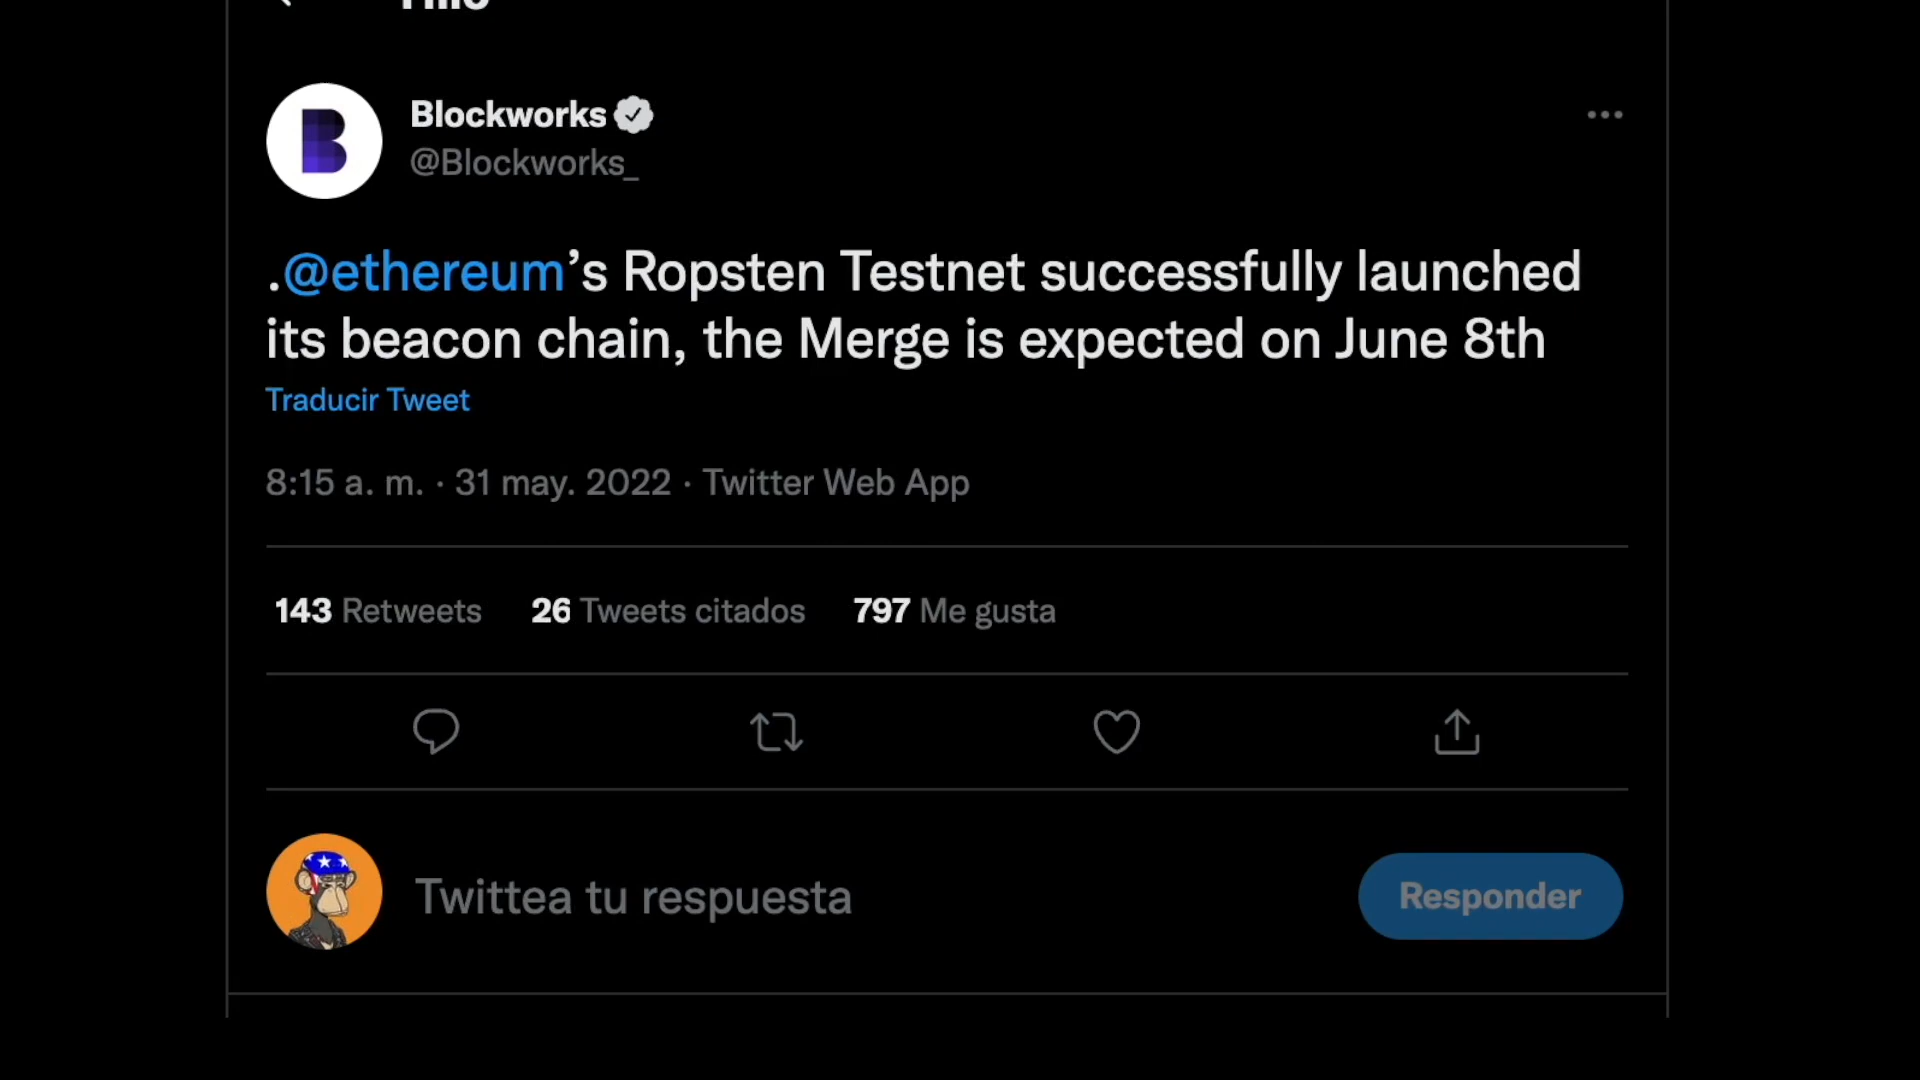 Blockworks
@Blockworks_
.@ethereum’s Ropsten Testnet successfully launched
its beacon chain, the Merge is expected on June 8th
Traducir Tweet
8:15 a. m. · 31 may. 2022 · Twitter Web App
143 Retweets 26 Tweets citados 797 Me gusta
Twittea tu respuesta
Responder